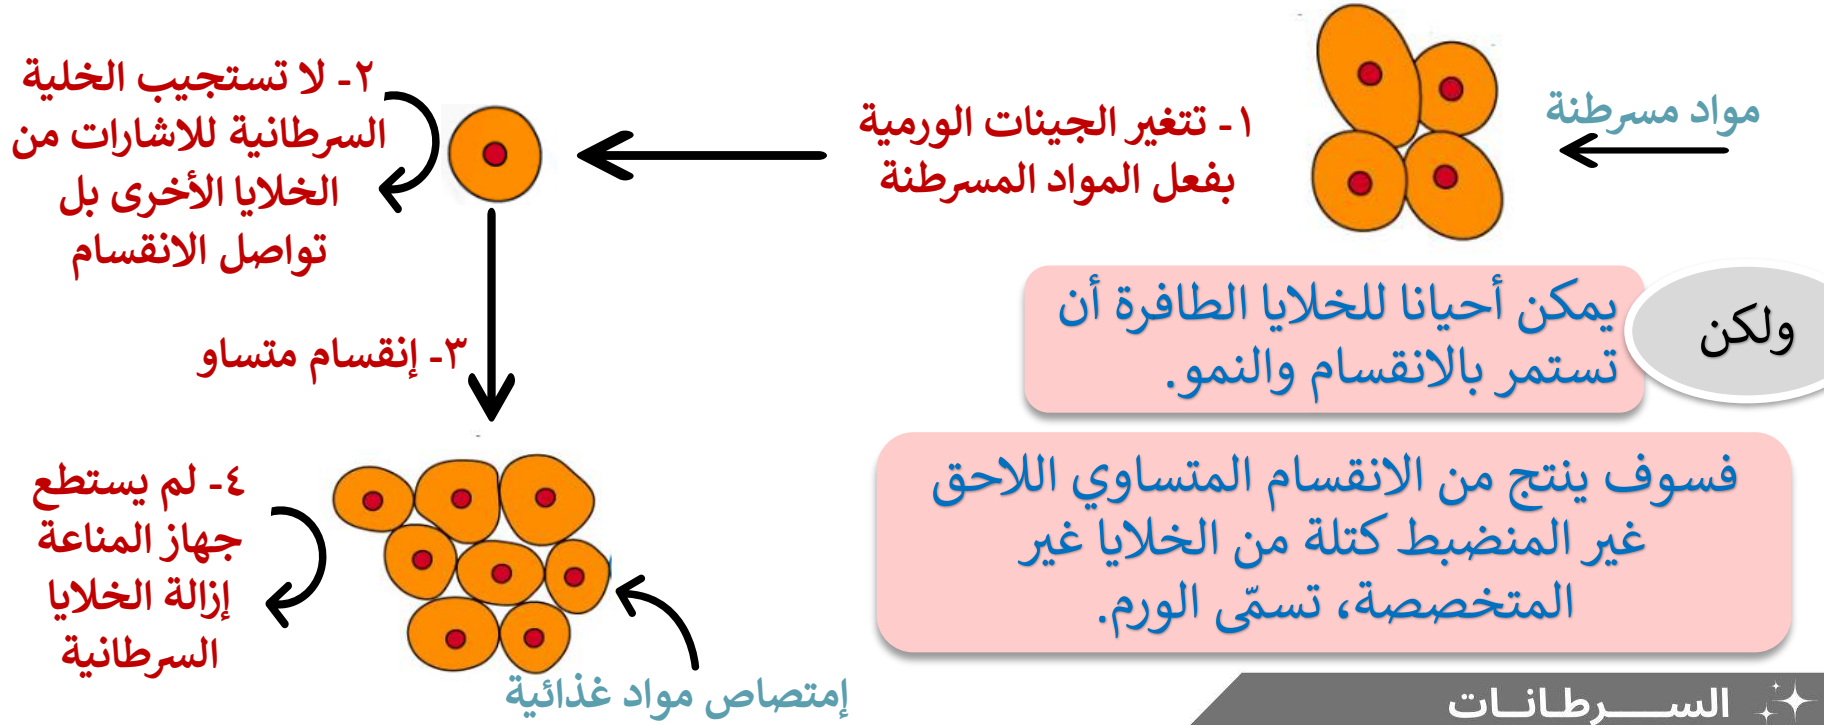 مواد مسرطنة
١- تتغير الجينات الورمية
بفعل المواد المسرطنة
٢- لا تستجيب الخلية
السرطانية للاشارات من
الخلايا الأخرى بل
تواصل الانقسام
٣- إنقسام متساو
٤- لم يستطع
جهاز المناعة
إزالة الخلايا
السرطانية
إمتصاص مواد غذائية
ولكن
يمكن أحيانا للخلايا الطافرة أن
تستمر بالانقسام والنمو.
فسوف ينتج من الانقسام المتساوي اللاحق
غير المنضبط كتلة من الخلايا غير
المتخصصة، تسمّى الورم.
الســـــرطـانــات